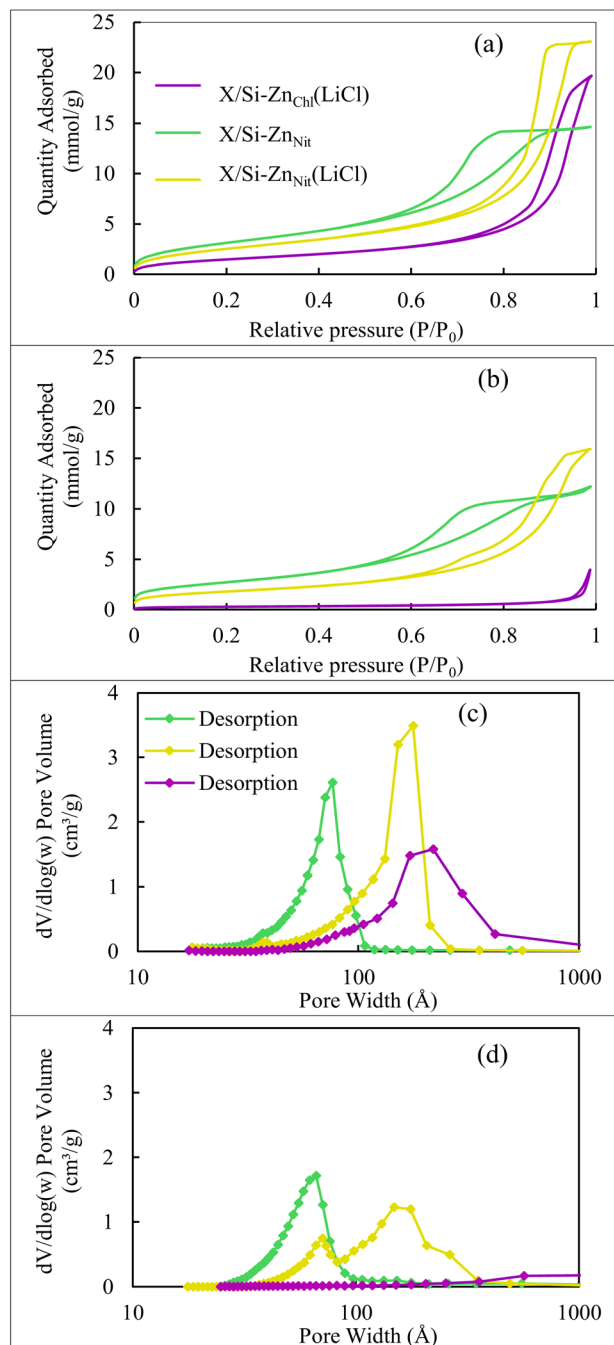 (a)
25
20
15
10
5
0
Quantity Adsorbed
(mmol/g)
X/Si-Zn_Chl(LiCl)
X/Si-Zn_Nit
X/Si-Zn_Nit(LiCl)
0 0.2 0.4 0.6 0.8 1
Relative pressure (P/P₀)
(b)
25
20
15
10
5
0
Quantity Adsorbed
(mmol/g)
0 0.2 0.4 0.6 0.8 1
Relative pressure (P/P₀)
(c)
4
3
2
1
0
dV/dlog(w) Pore Volume
(cm³/g)
Desorption
Desorption
Desorption
10 100 1000
Pore Width (Å)
(d)
4
3
2
1
0
dV/dlog(w) Pore Volume
(cm³/g)
10 100 1000
Pore Width (Å)